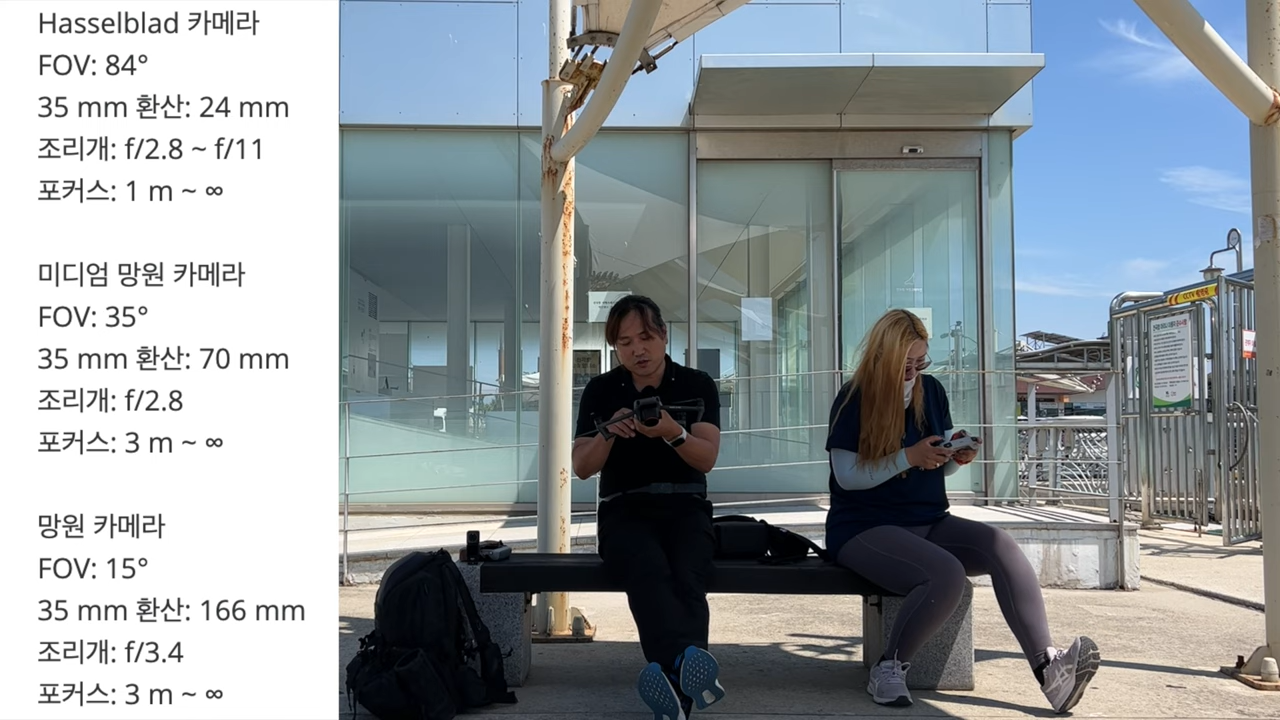 Hasselblad 카메라
FOV: 84°
35 mm 환산: 24 mm
조리개: f/2.8 ~ f/11
포커스: 1 m ~ ∞
미디엄 망원 카메라
FOV: 35°
35 mm 환산: 70 mm
조리개: f/2.8
포커스: 3 m ~ ∞
망원 카메라
FOV: 15°
35 mm 환산: 166 mm
조리개: f/3.4
포커스: 3 m ~ ∞
CCTV